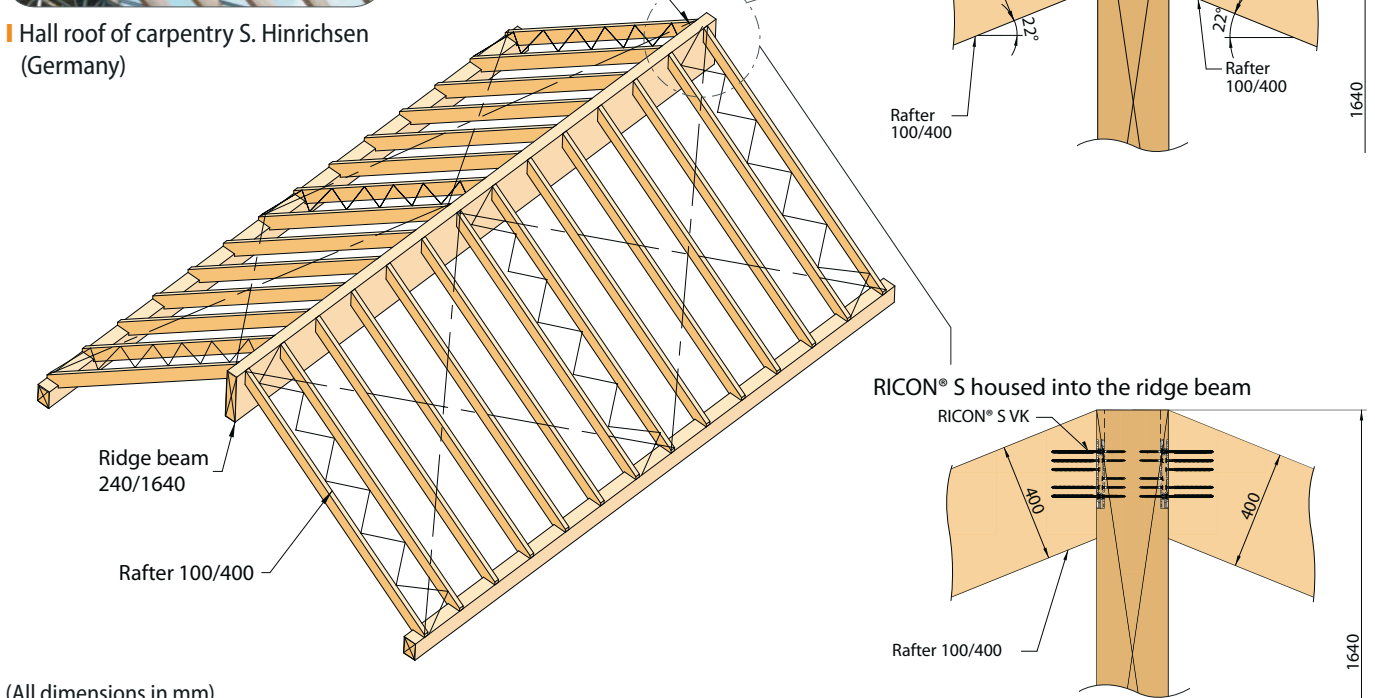 Hall roof of carpentry S. Hinrichsen
(Germany)
22°
22°
Rafter
100/400
Rafter
100/400
1640
Ridge beam
240/1640
Rafter 100/400
RICON® S housed into the ridge beam
RICON® S VK
400
400
Rafter 100/400
1640
(All dimensions in mm)